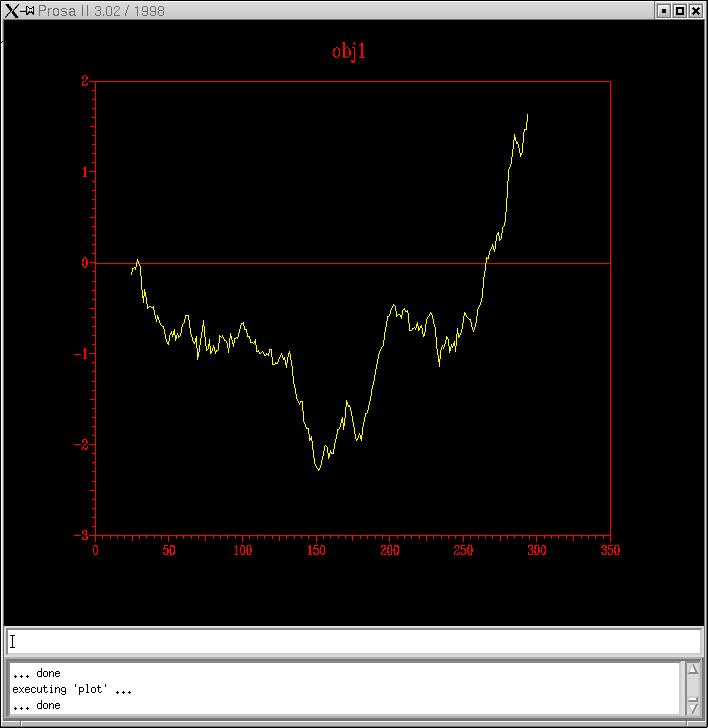 Prosa II 3.02 / 1998
obj1
2
1
0
-1
-2
-3
0 50 100 150 200 250 300 350
... done
executing 'plot' ...
... done